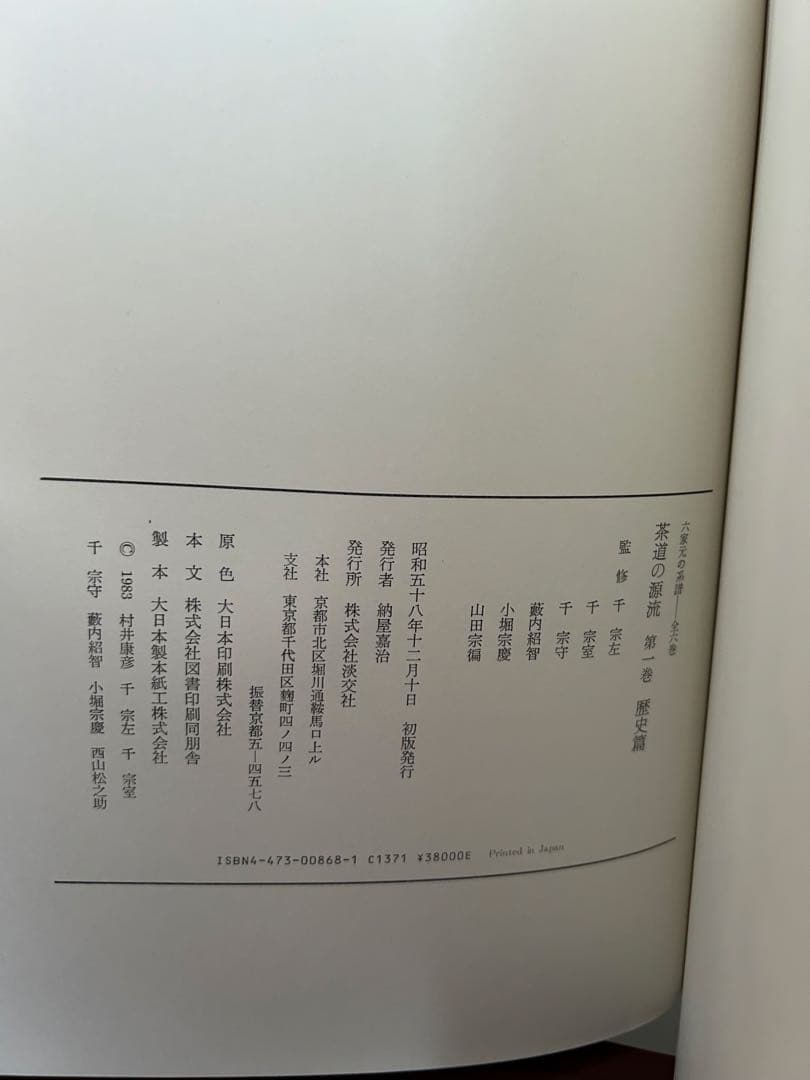 六家元の系譜――全六巻
茶道の源流　第一巻　歴史篇
監　修　千　宗左
千　宗室
千　宗守
藪内紹智
小堀宗慶
山田宗徧
昭和五十八年十二月十日　初版発行
発行者　納屋嘉治
発行所　株式会社淡交社
本社　京都市北区堀川通鞍馬口上ル
支社　東京都千代田区麴町四ノ四ノ三
振替京都五―四五七八
原　色　大日本印刷株式会社
本　文　株式会社図書印刷同朋舎
製　本　大日本製本紙工株式会社
© 1983　村井康彦　千　宗左　千　宗室
千　宗守　藪内紹智　小堀宗慶　西山松之助
ISBN4-473-00868-1 C1371 ¥38000E　Printed in Japan